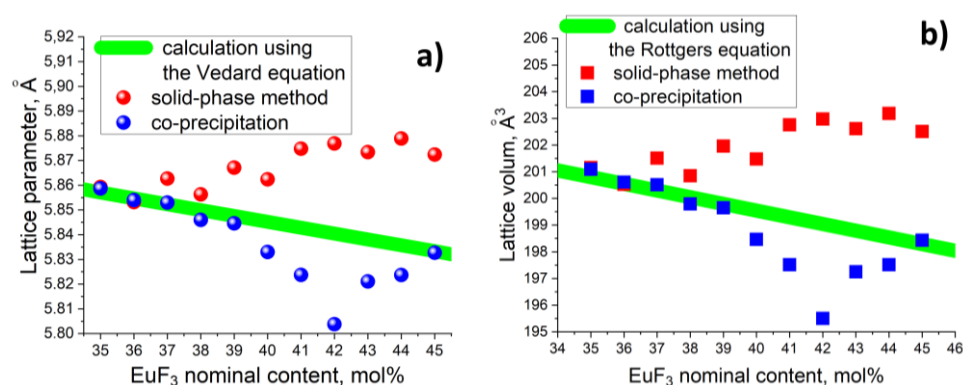 a)
calculation using
the Vedard equation
solid-phase method
co-precipitation
Lattice parameter, Å
5,92
5,91
5,90
5,89
5.88
5.87
5.86
5.85
5.84
5.83
5.82
5.81
5.80
35 36 37 38 39 40 41 42 43 44 45
EuF₃ nominal content, mol%
b)
calculation using
the Rottgers equation
solid-phase method
co-precipitation
Lattice volum, Å³
206
205
204
203
202
201
200
199
198
197
196
195
34 35 36 37 38 39 40 41 42 43 44 45 46
EuF₃ nominal content, mol%